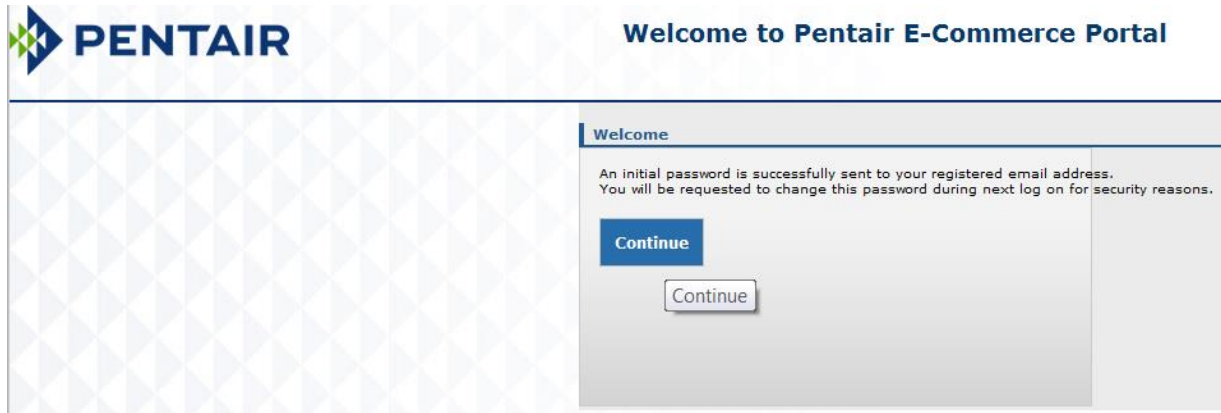 PENTAIR
Welcome to Pentair E-Commerce Portal
Welcome
An initial password is successfully sent to your registered email address.
You will be requested to change this password during next log on for security reasons.
Continue
Continue